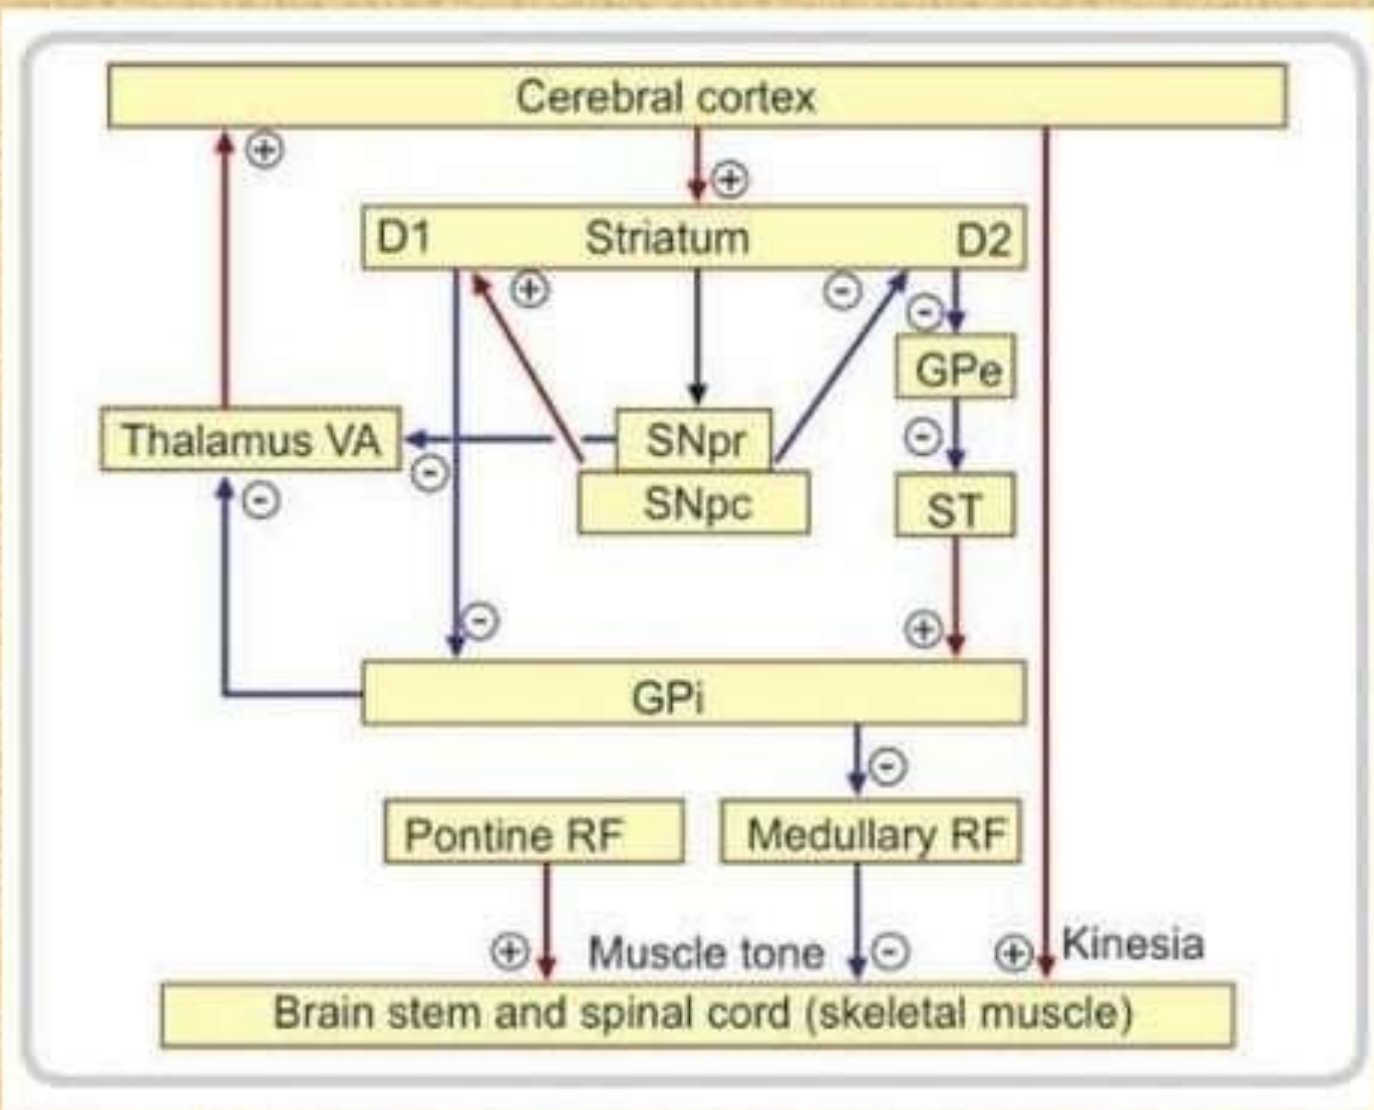 Cerebral cortex
+
+
D1 Striatum D2
+
-
-
GPe
Thalamus VA
SNpr
-
-
-
SNpc
ST
-
+
GPi
-
Pontine RF
Medullary RF
+
Muscle tone
-
+
Kinesia
Brain stem and spinal cord (skeletal muscle)